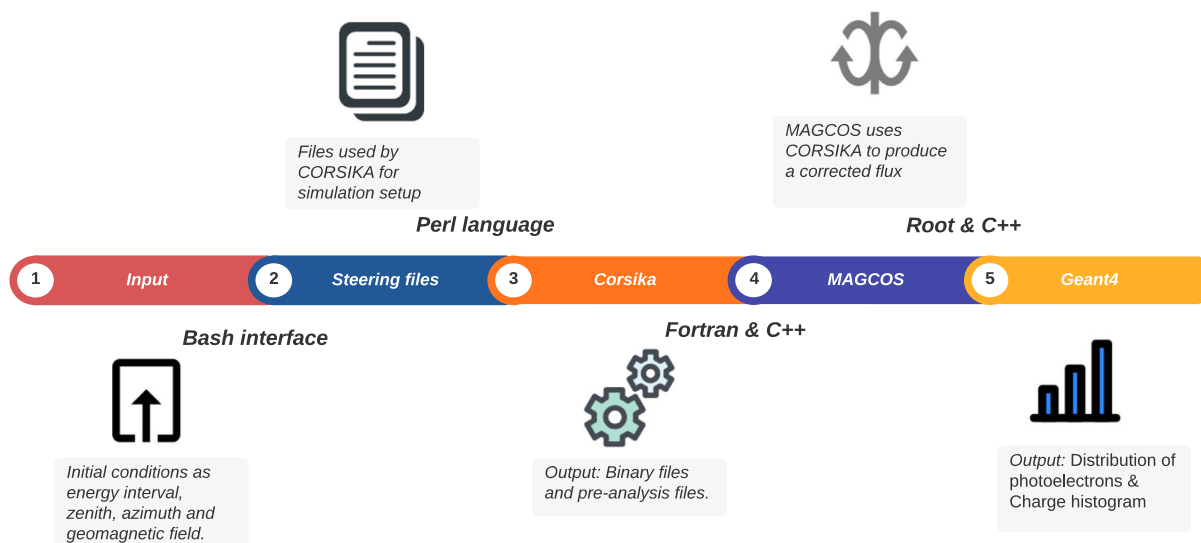 Files used by
CORSIKA for
simulation setup
MAGCOS uses
CORSIKA to produce
a corrected flux
Perl language
Root & C++
1 Input
2 Steering files
3 Corsika
4 MAGCOS
5 Geant4
Bash interface
Fortran & C++
Initial conditions as
energy interval,
zenith, azimuth and
geomagnetic field.
Output: Binary files
and pre-analysis files.
Output: Distribution of
photoelectrons &
Charge histogram